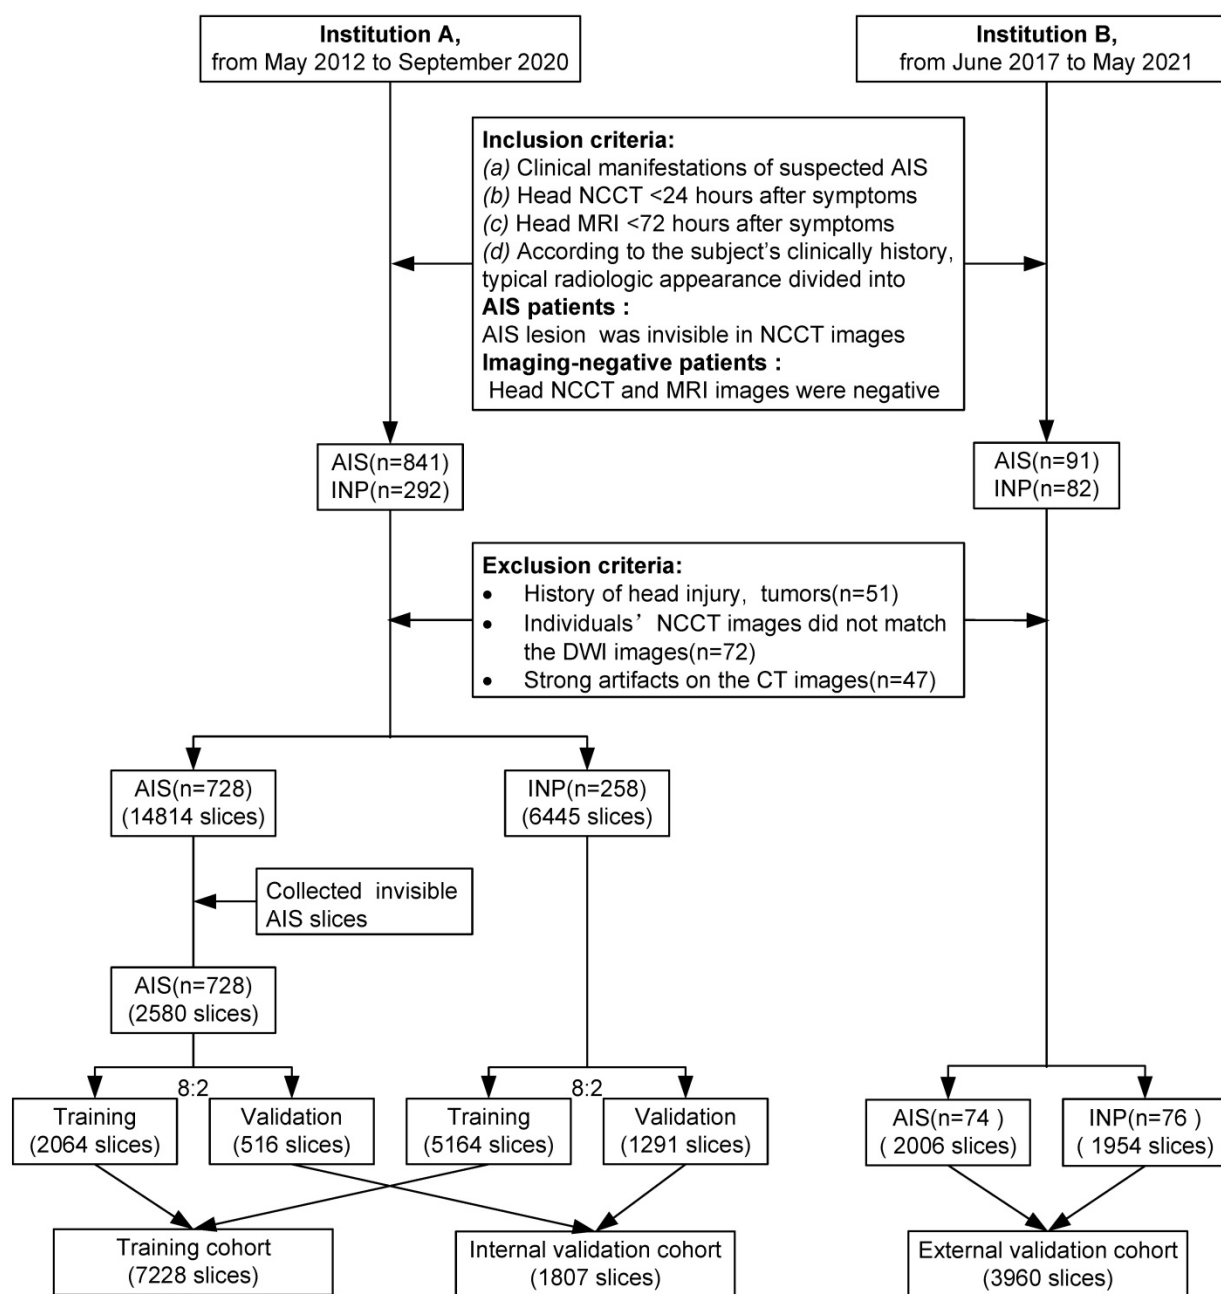 Institution A,
from May 2012 to September 2020
Institution B,
from June 2017 to May 2021
Inclusion criteria:
(a) Clinical manifestations of suspected AIS
(b) Head NCCT <24 hours after symptoms
(c) Head MRI <72 hours after symptoms
(d) According to the subject's clinically history,
typical radiologic appearance divided into
AIS patients :
AIS lesion was invisible in NCCT images
Imaging-negative patients :
Head NCCT and MRI images were negative
AIS(n=841)
INP(n=292)
AIS(n=91)
INP(n=82)
Exclusion criteria:
• History of head injury, tumors(n=51)
• Individuals' NCCT images did not match
the DWI images(n=72)
• Strong artifacts on the CT images(n=47)
AIS(n=728)
(14814 slices)
INP(n=258)
(6445 slices)
Collected invisible
AIS slices
AIS(n=728)
(2580 slices)
8:2
8:2
Training
(2064 slices)
Validation
(516 slices)
Training
(5164 slices)
Validation
(1291 slices)
AIS(n=74 )
( 2006 slices)
INP(n=76 )
( 1954 slices)
Training cohort
(7228 slices)
Internal validation cohort
(1807 slices)
External validation cohort
(3960 slices)